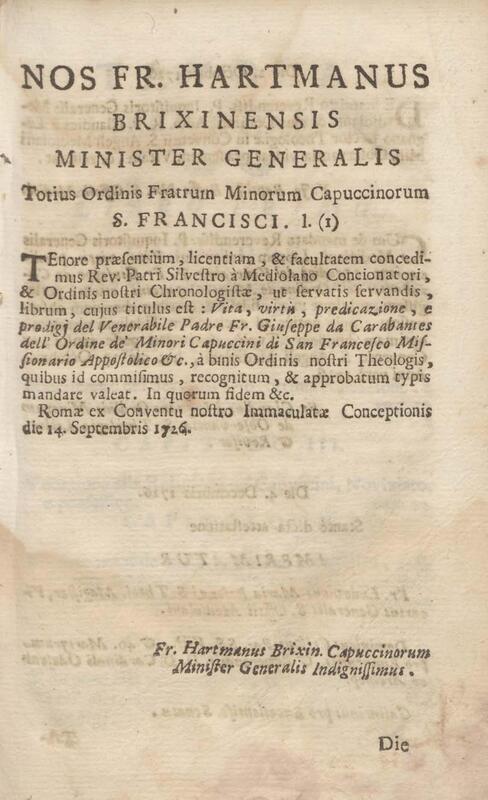 NOS FR. HARTMANUS
BRIXINENSIS
MINISTER GENERALIS
Totius Ordinis Fratrum Minorum Capuccinorum
S. FRANCISCI. l. (1)
TEnore præsentium, licentiam, & facultatem concedi-
mus Rev. Patri Silvestro à Mediolano Concionatori,
& Ordinis nostri Chronologistæ, ut servatis servandis,
librum, cujus titulus est: Vita, virtù, predicazione, e
prodigj del Venerabile Padre Fr. Giuseppe da Carabantes
dell' Ordine de' Minori Capuccini di San Francesco Mis-
sionario Appostolico &c., à binis Ordinis nostri Theologis,
quibus id commisimus, recognitum, & approbatum typis
mandare valeat. In quorum fidem &c.
Romæ ex Conventu nostro Immaculatæ Conceptionis
die 14. Septembris 1726.
Fr. Hartmanus Brixin. Capuccinorum
Minister Generalis Indignissimus.
Die